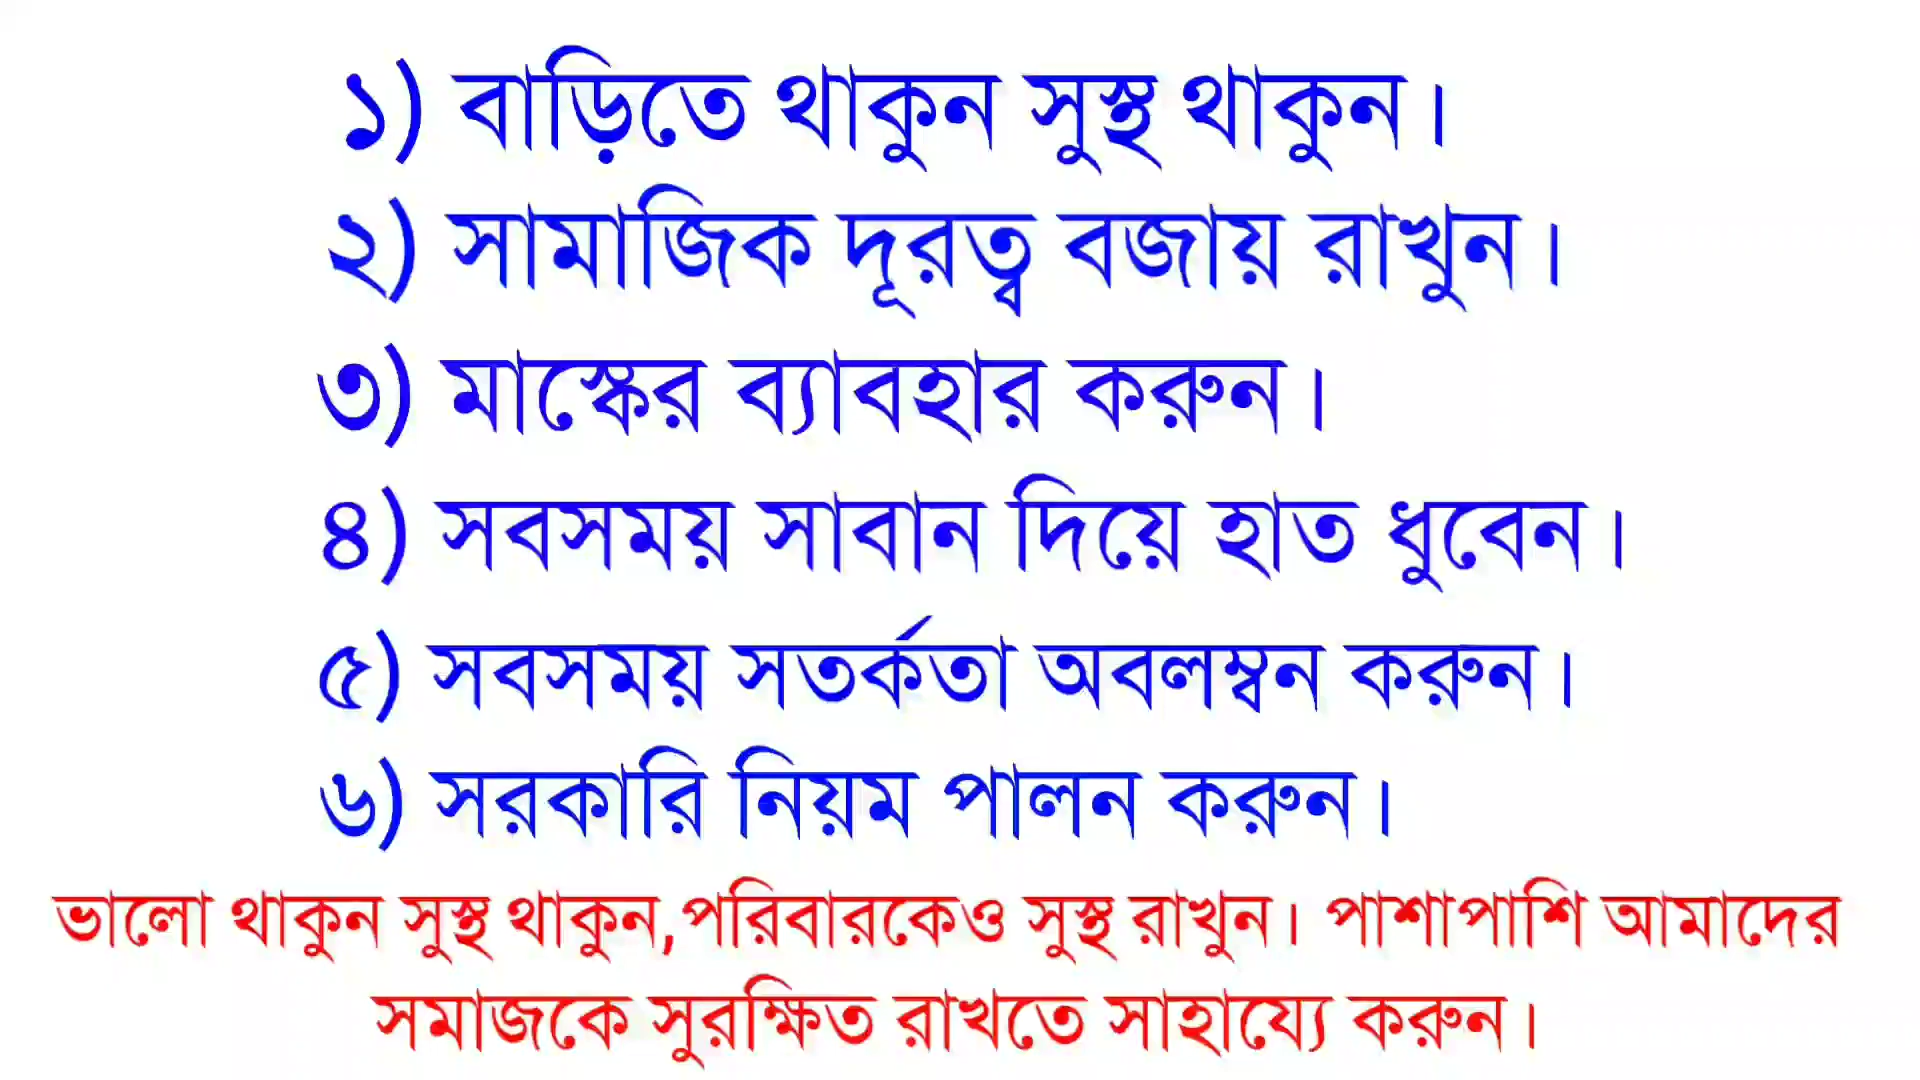 ১) বাড়িতে থাকুন সুস্থ থাকুন।
২) সামাজিক দূরত্ব বজায় রাখুন।
৩) মাস্কের ব্যাবহার করুন।
৪) সবসময় সাবান দিয়ে হাত ধুবেন।
৫) সবসময় সতর্কতা অবলম্বন করুন।
৬) সরকারি নিয়ম পালন করুন।
ভালো থাকুন সুস্থ থাকুন,পরিবারকেও সুস্থ রাখুন। পাশাপাশি আমাদের
সমাজকে সুরক্ষিত রাখতে সাহায্যে করুন।